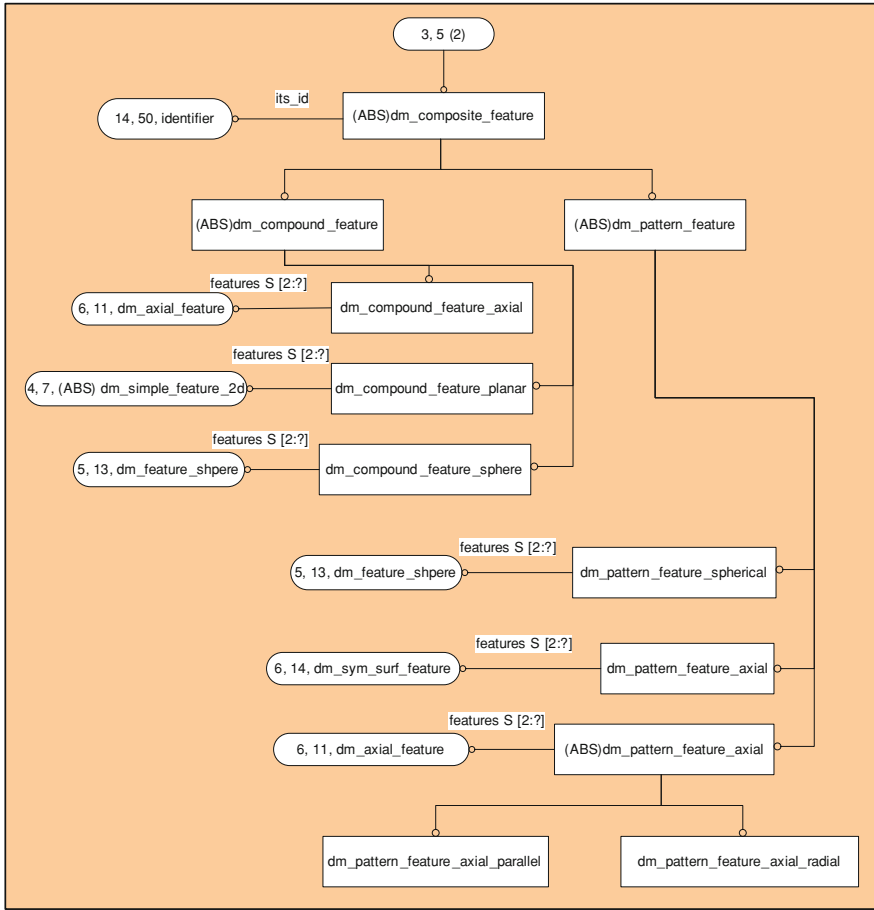 3, 5 (2)
its_id
14, 50, identifier
(ABS)dm_composite_feature
(ABS)dm_compound_feature
(ABS)dm_pattern_feature
features S [2:?]
6, 11, dm_axial_feature
dm_compound_feature_axial
features S [2:?]
4, 7, (ABS) dm_simple_feature_2d
dm_compound_feature_planar
features S [2:?]
5, 13, dm_feature_shpere
dm_compound_feature_sphere
features S [2:?]
5, 13, dm_feature_shpere
dm_pattern_feature_spherical
features S [2:?]
6, 14, dm_sym_surf_feature
dm_pattern_feature_axial
features S [2:?]
6, 11, dm_axial_feature
(ABS)dm_pattern_feature_axial
dm_pattern_feature_axial_parallel
dm_pattern_feature_axial_radial